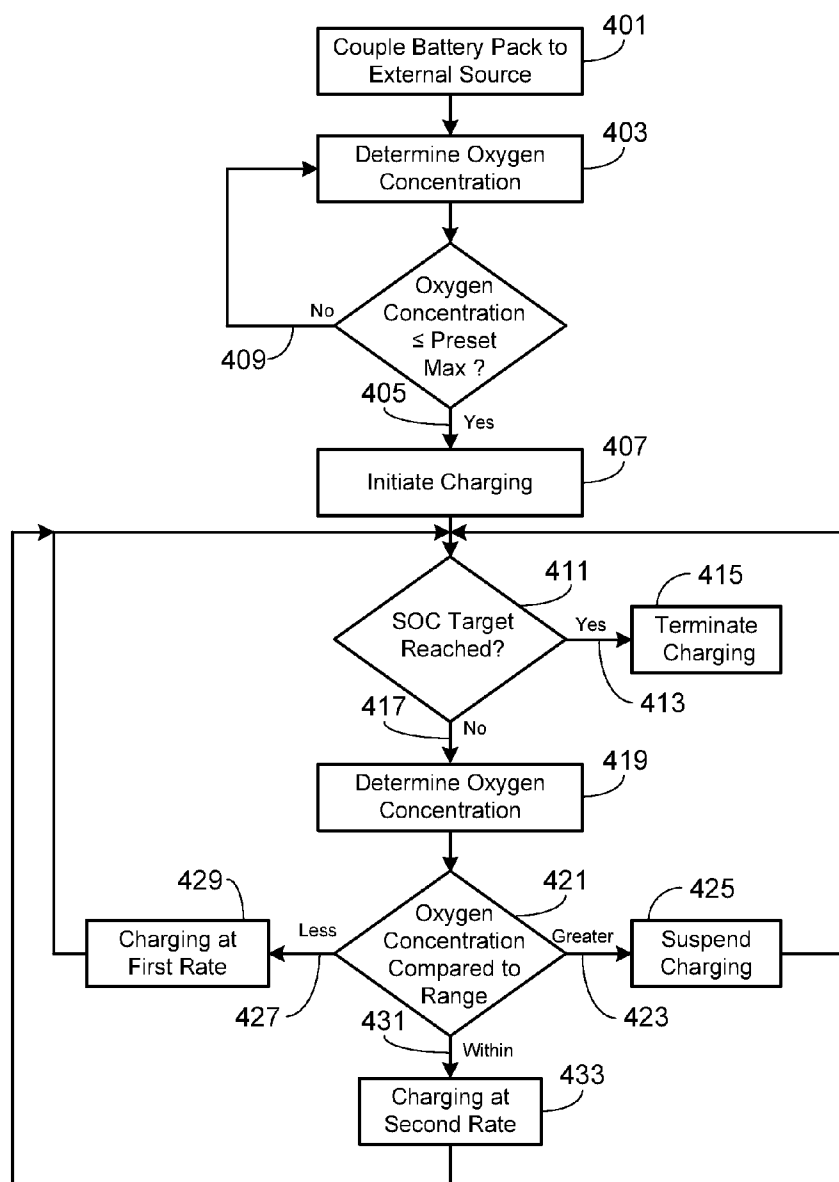 Couple Battery Pack to
External Source
401
Determine Oxygen
Concentration
403
Oxygen
Concentration
≤ Preset
Max ?
No
409
405
Yes
Initiate Charging
407
SOC Target
Reached?
411
Yes
413
Terminate
Charging
415
417
No
Determine Oxygen
Concentration
419
Oxygen
Concentration
Compared to
Range
421
Less
427
Charging at
First Rate
429
Greater
423
Suspend
Charging
425
431
Within
Charging at
Second Rate
433